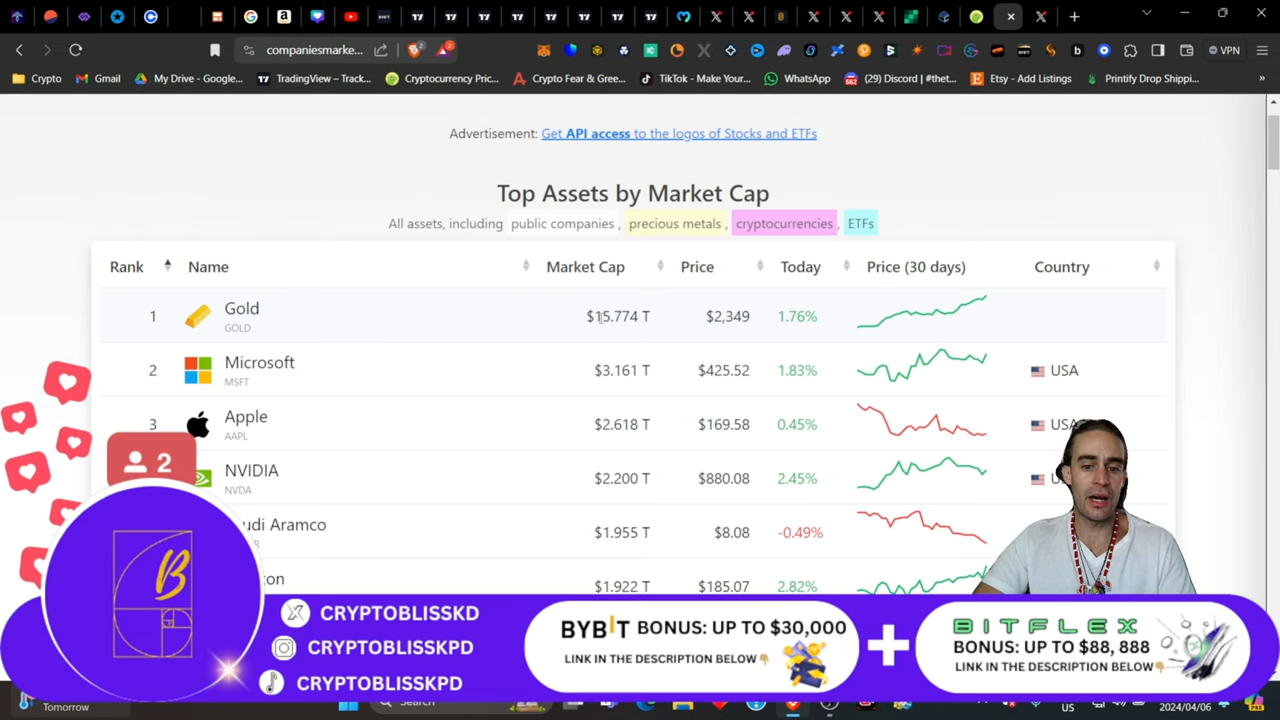 companiesmarke...
VPN
Crypto
Gmail
My Drive - Google...
TradingView – Track...
Cryptocurrency Pric...
Crypto Fear & Gree...
TikTok - Make Your...
WhatsApp
(29) Discord | #thet...
Etsy - Add Listings
Printify Drop Shippi...
Advertisement: Get API access to the logos of Stocks and ETFs
Top Assets by Market Cap
All assets, including public companies , precious metals , cryptocurrencies , ETFs
Rank Name Market Cap Price Today Price (30 days) Country
1 Gold $15.774 T $2,349 1.76%
GOLD
2 Microsoft $3.161 T $425.52 1.83% USA
MSFT
3 Apple $2.618 T $169.58 0.45%
AAPL
NVIDIA $2.200 T $880.08 2.45%
NVDA
Aramco $1.955 T $8.08 -0.49%
$1.922 T $185.07 2.82%
2
B
CRYPTOBLISSKD
CRYPTOBLISSKPD
CRYPTOBLISSKPD
BYBIT BONUS: UP TO $30,000
LINK IN THE DESCRIPTION BELOW
+
BITFLEX
BONUS: UP TO $88, 888
LINK IN THE DESCRIPTION BELOW
Tomorrow
Search
US
2024/04/06